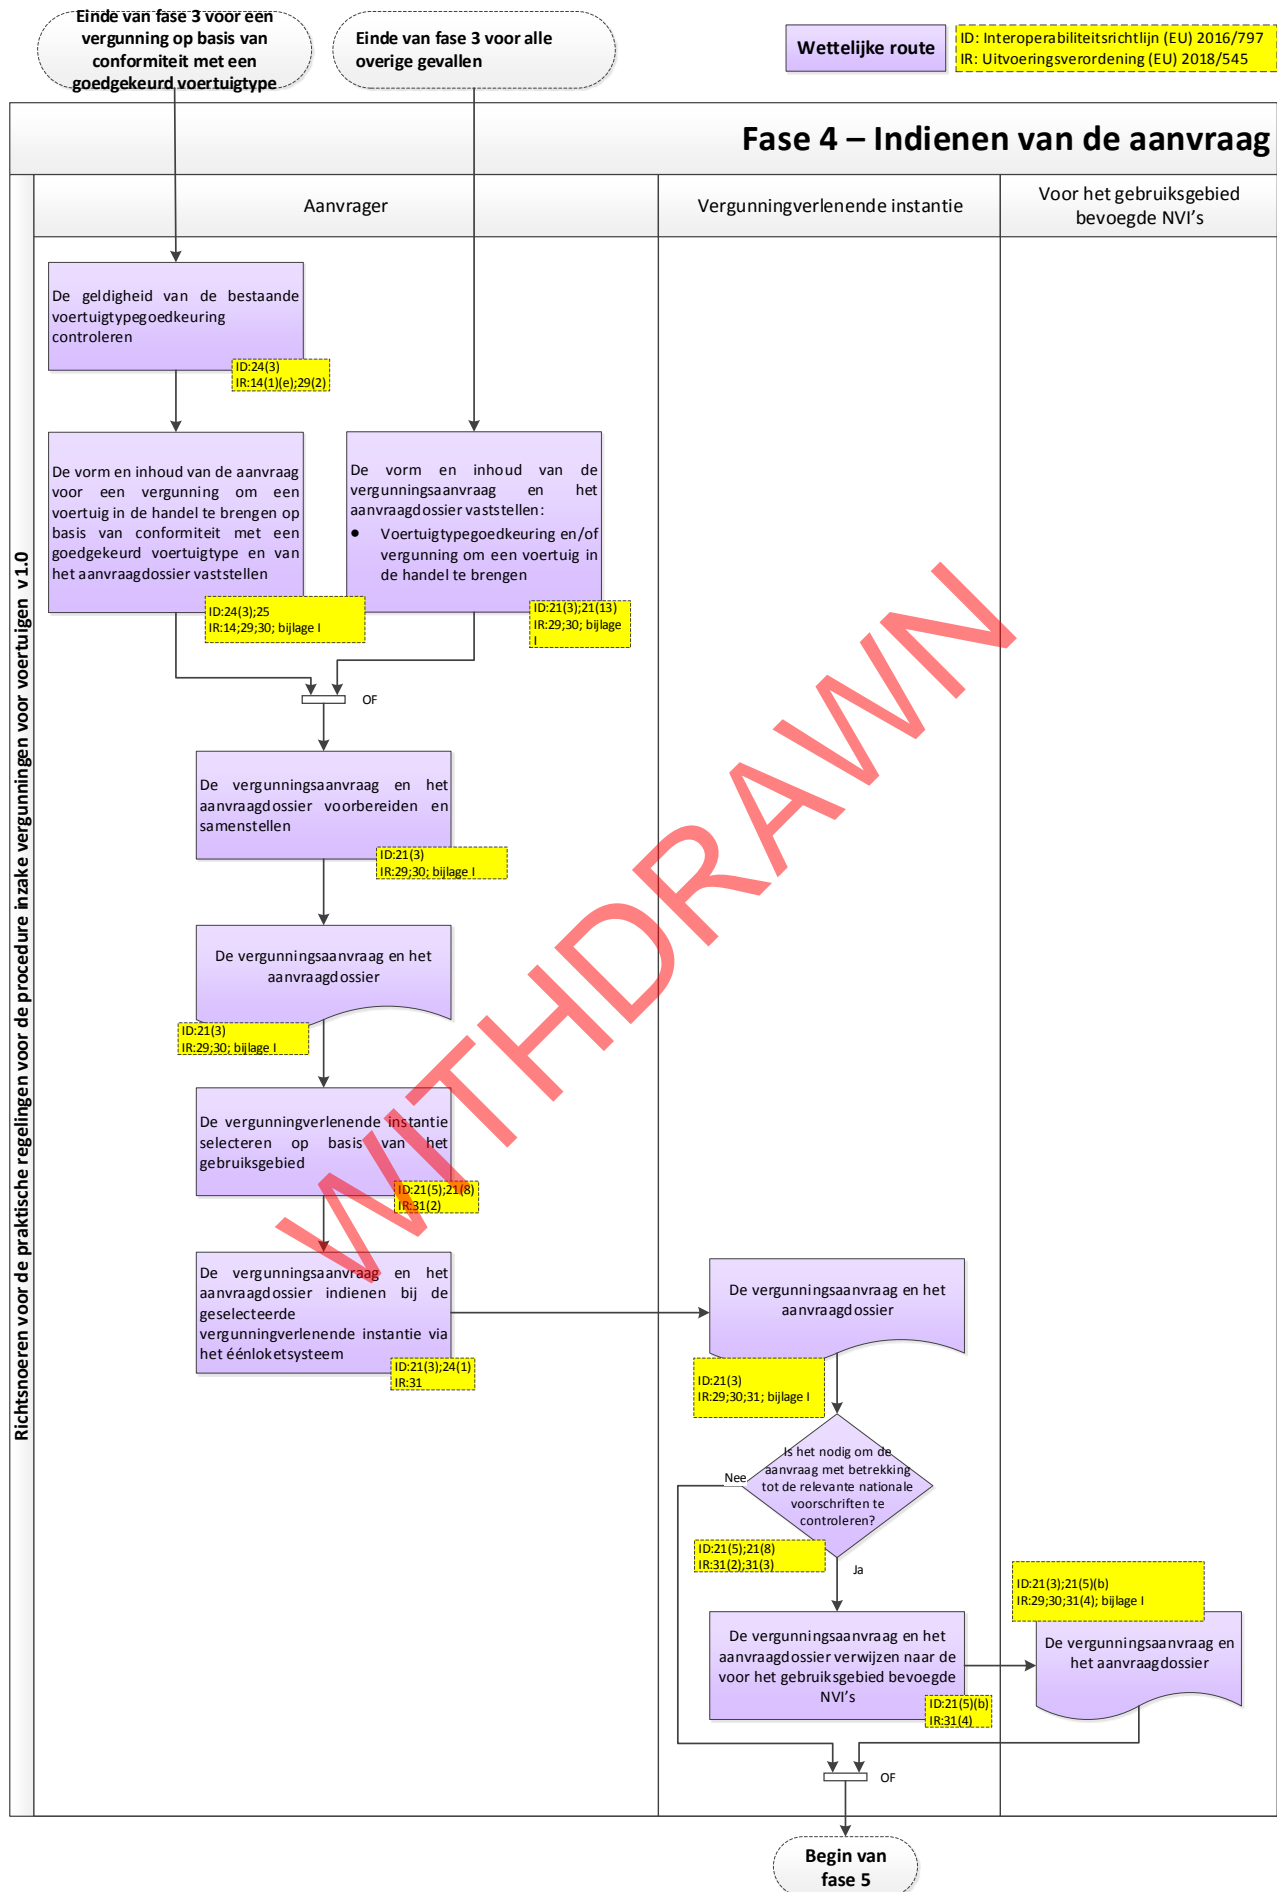 Einde van fase 3 voor een
vergunning op basis van
conformiteit met een
goedgekeurd voertuigtype
Einde van fase 3 voor alle
overige gevallen
Wettelijke route
ID: Interoperabiliteitsrichtlijn (EU) 2016/797
IR: Uitvoeringsverordening (EU) 2018/545
Fase 4 – Indienen van de aanvraag
Richtsnoeren voor de praktische regelingen voor de procedure inzake vergunningen voor voertuigen v1.0
Aanvrager
Vergunningverlenende instantie
Voor het gebruiksgebied
bevoegde NVI's
De geldigheid van de bestaande
voertuigtypegoedkeuring
controleren
ID:24(3)
IR:14(1)(e);29(2)
De vorm en inhoud van de aanvraag
voor een vergunning om een
voertuig in de handel te brengen op
basis van conformiteit met een
goedgekeurd voertuigtype en van
het aanvraagdossier vaststellen
ID:24(3);25
IR:14;29;30; bijlage I
De vorm en inhoud van de
vergunningsaanvraag en het
aanvraagdossier vaststellen:
● Voertuigtypegoedkeuring en/of
vergunning om een voertuig in
de handel te brengen
ID:21(3);21(13)
IR:29;30; bijlage
I
OF
De vergunningsaanvraag en het
aanvraagdossier voorbereiden en
samenstellen
ID:21(3)
IR:29;30; bijlage I
De vergunningsaanvraag en het
aanvraagdossier
ID:21(3)
IR:29;30; bijlage I
De vergunningverlenende instantie
selecteren op basis van het
gebruiksgebied
ID:21(5);21(8)
IR:31(2)
De vergunningsaanvraag en het
aanvraagdossier indienen bij de
geselecteerde
vergunningverlenende instantie via
het éénloketsysteem
ID:21(3);24(1)
IR:31
De vergunningsaanvraag en het
aanvraagdossier
ID:21(3)
IR:29;30;31; bijlage I
Is het nodig om de
aanvraag met betrekking
tot de relevante nationale
voorschriften te
controleren?
Nee
ID:21(5);21(8)
IR:31(2);31(3)
Ja
De vergunningsaanvraag en het
aanvraagdossier verwijzen naar de
voor het gebruiksgebied bevoegde
NVI's
ID:21(5)(b)
IR:31(4)
ID:21(3);21(5)(b)
IR:29;30;31(4); bijlage I
De vergunningsaanvraag en
het aanvraagdossier
OF
Begin van
fase 5
WITHDRAWN